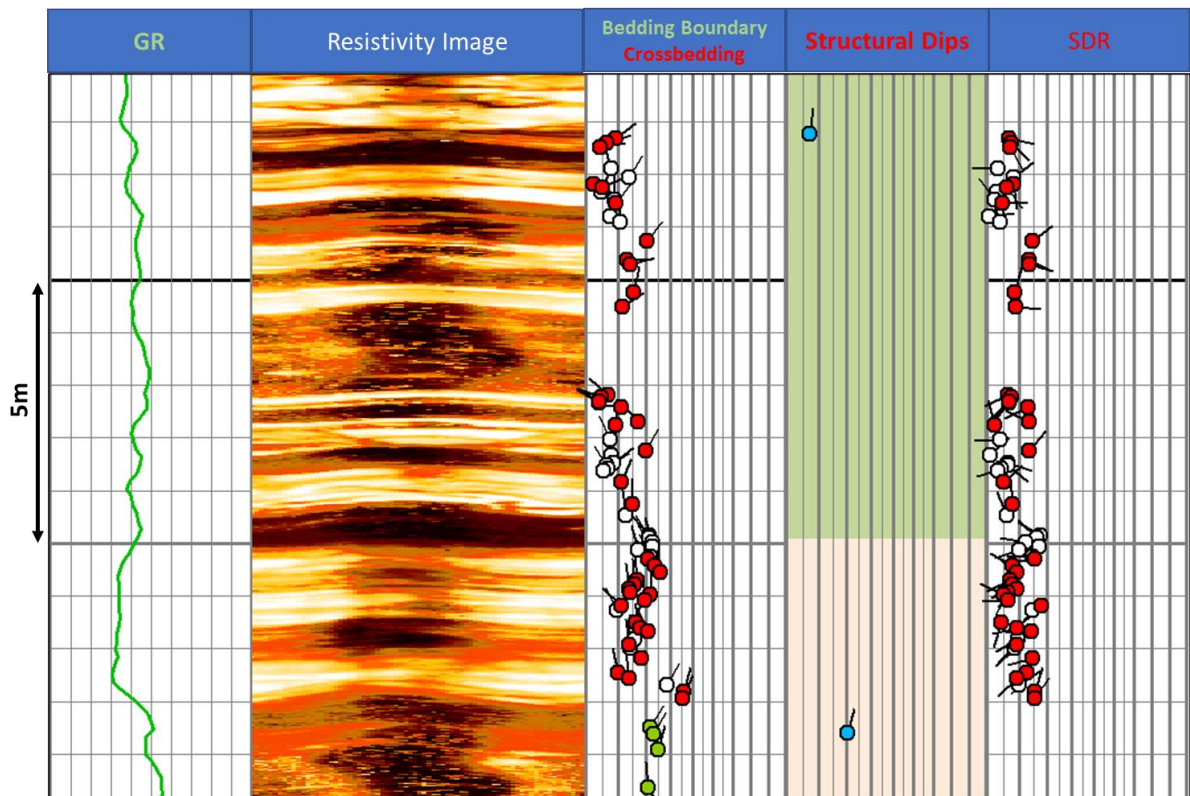 GR
Resistivity Image
Bedding Boundary
Crossbedding
Structural Dips
SDR
5m